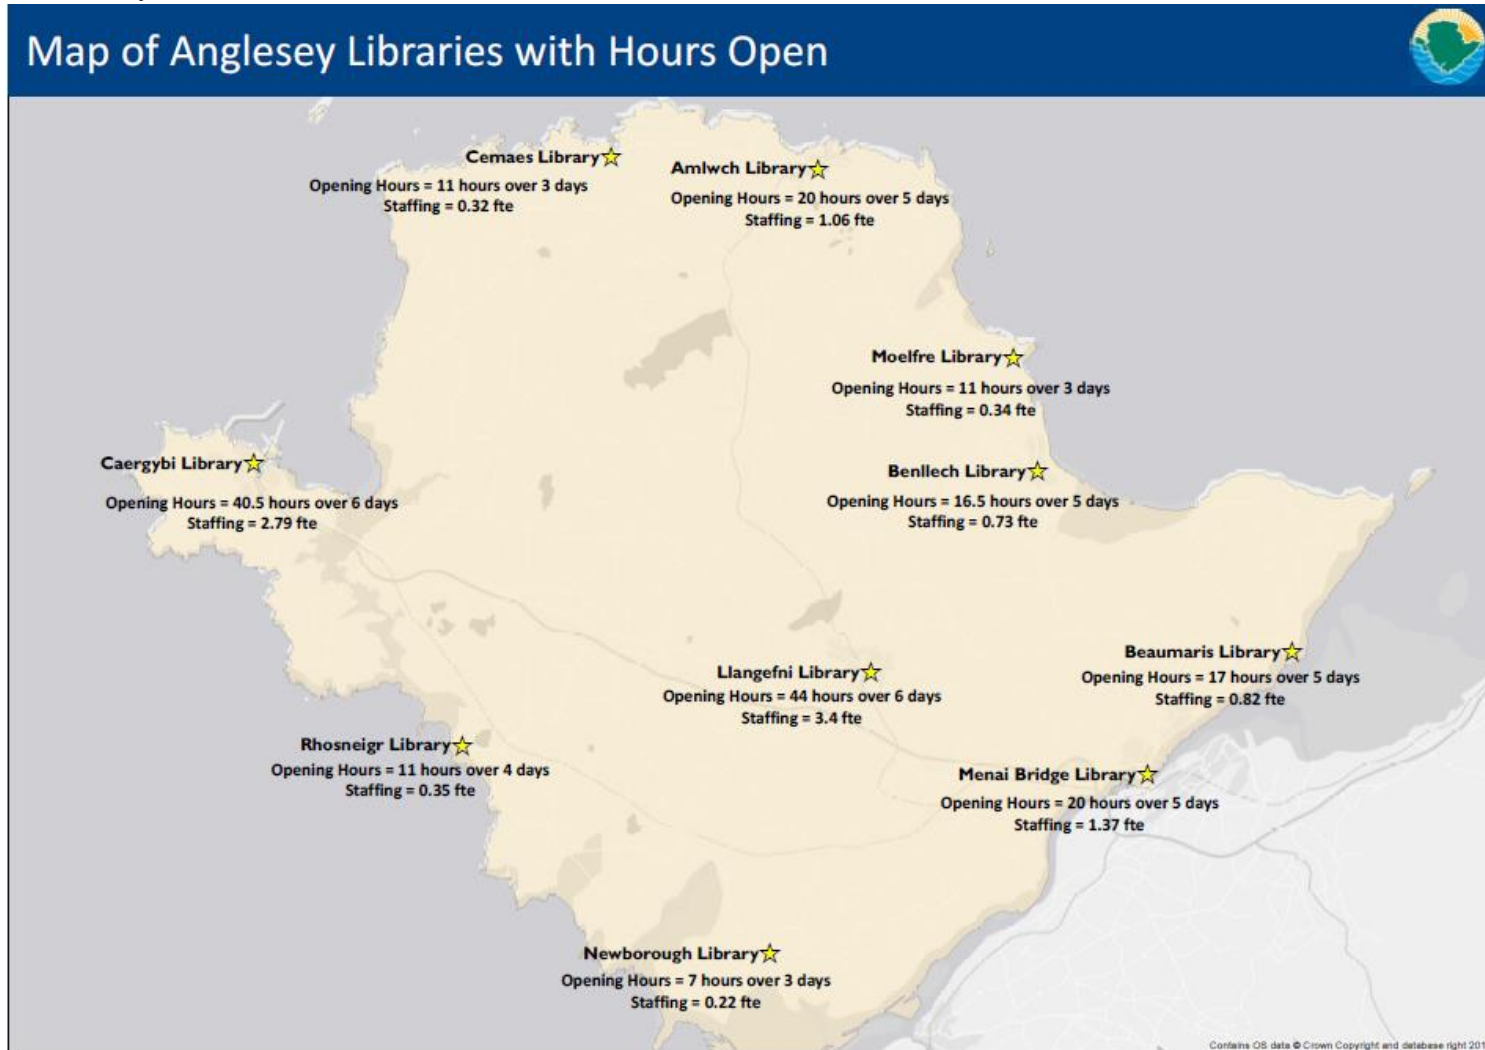 Map of Anglesey Libraries with Hours Open
Cemaes Library
Opening Hours = 11 hours over 3 days
Staffing = 0.32 fte
Amlwch Library
Opening Hours = 20 hours over 5 days
Staffing = 1.06 fte
Moelfre Library
Opening Hours = 11 hours over 3 days
Staffing = 0.34 fte
Caergybi Library
Opening Hours = 40.5 hours over 6 days
Staffing = 2.79 fte
Benllech Library
Opening Hours = 16.5 hours over 5 days
Staffing = 0.73 fte
Beaumaris Library
Opening Hours = 17 hours over 5 days
Staffing = 0.82 fte
Llangefni Library
Opening Hours = 44 hours over 6 days
Staffing = 3.4 fte
Rhosneigr Library
Opening Hours = 11 hours over 4 days
Staffing = 0.35 fte
Menai Bridge Library
Opening Hours = 20 hours over 5 days
Staffing = 1.37 fte
Newborough Library
Opening Hours = 7 hours over 3 days
Staffing = 0.22 fte
Contains OS data © Crown Copyright and database right 201